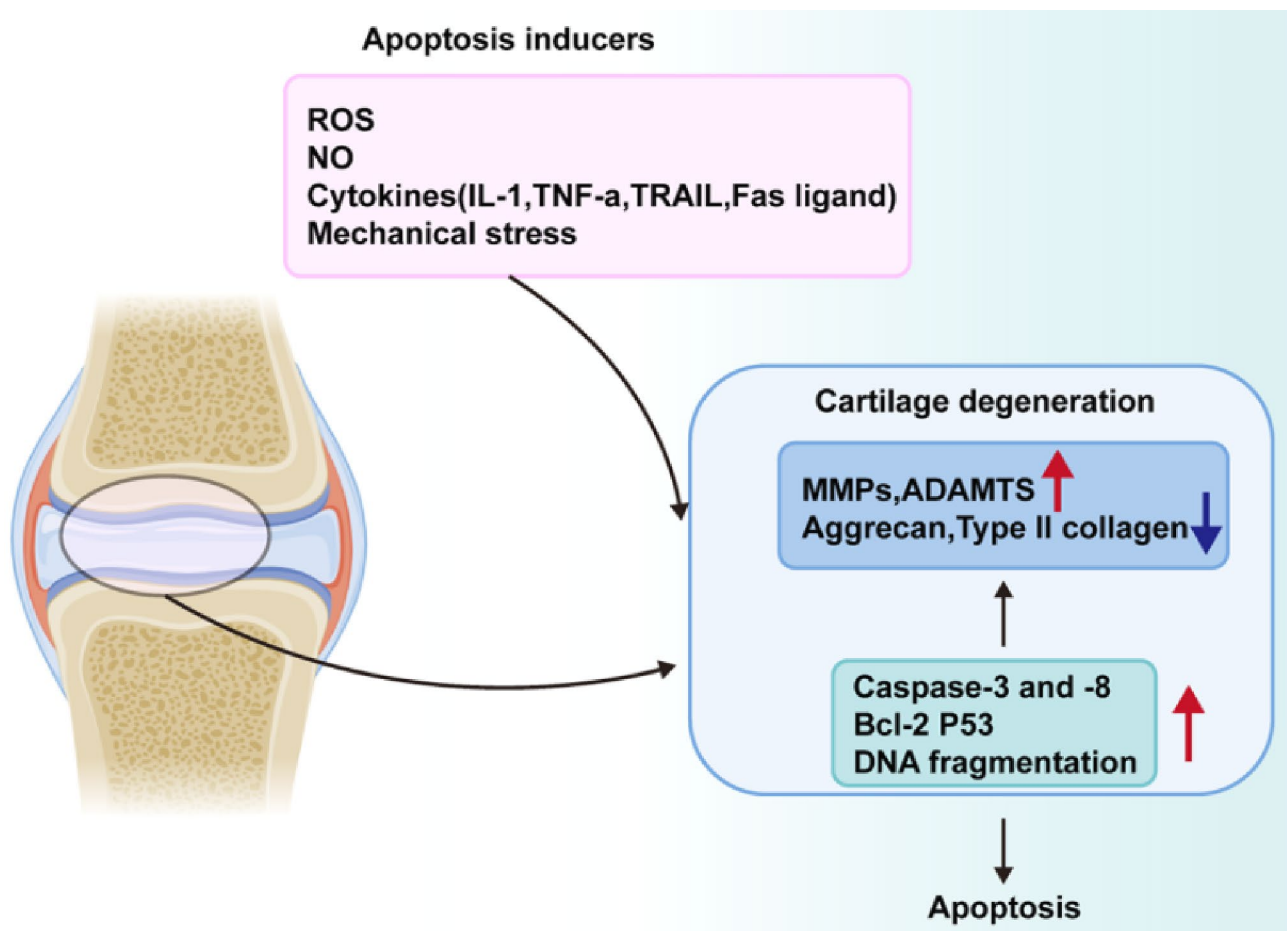 Apoptosis inducers
ROS
NO
Cytokines(IL-1,TNF-a,TRAIL,Fas ligand)
Mechanical stress
Cartilage degeneration
MMPs,ADAMTS
Aggrecan,Type II collagen
Caspase-3 and -8
Bcl-2 P53
DNA fragmentation
Apoptosis